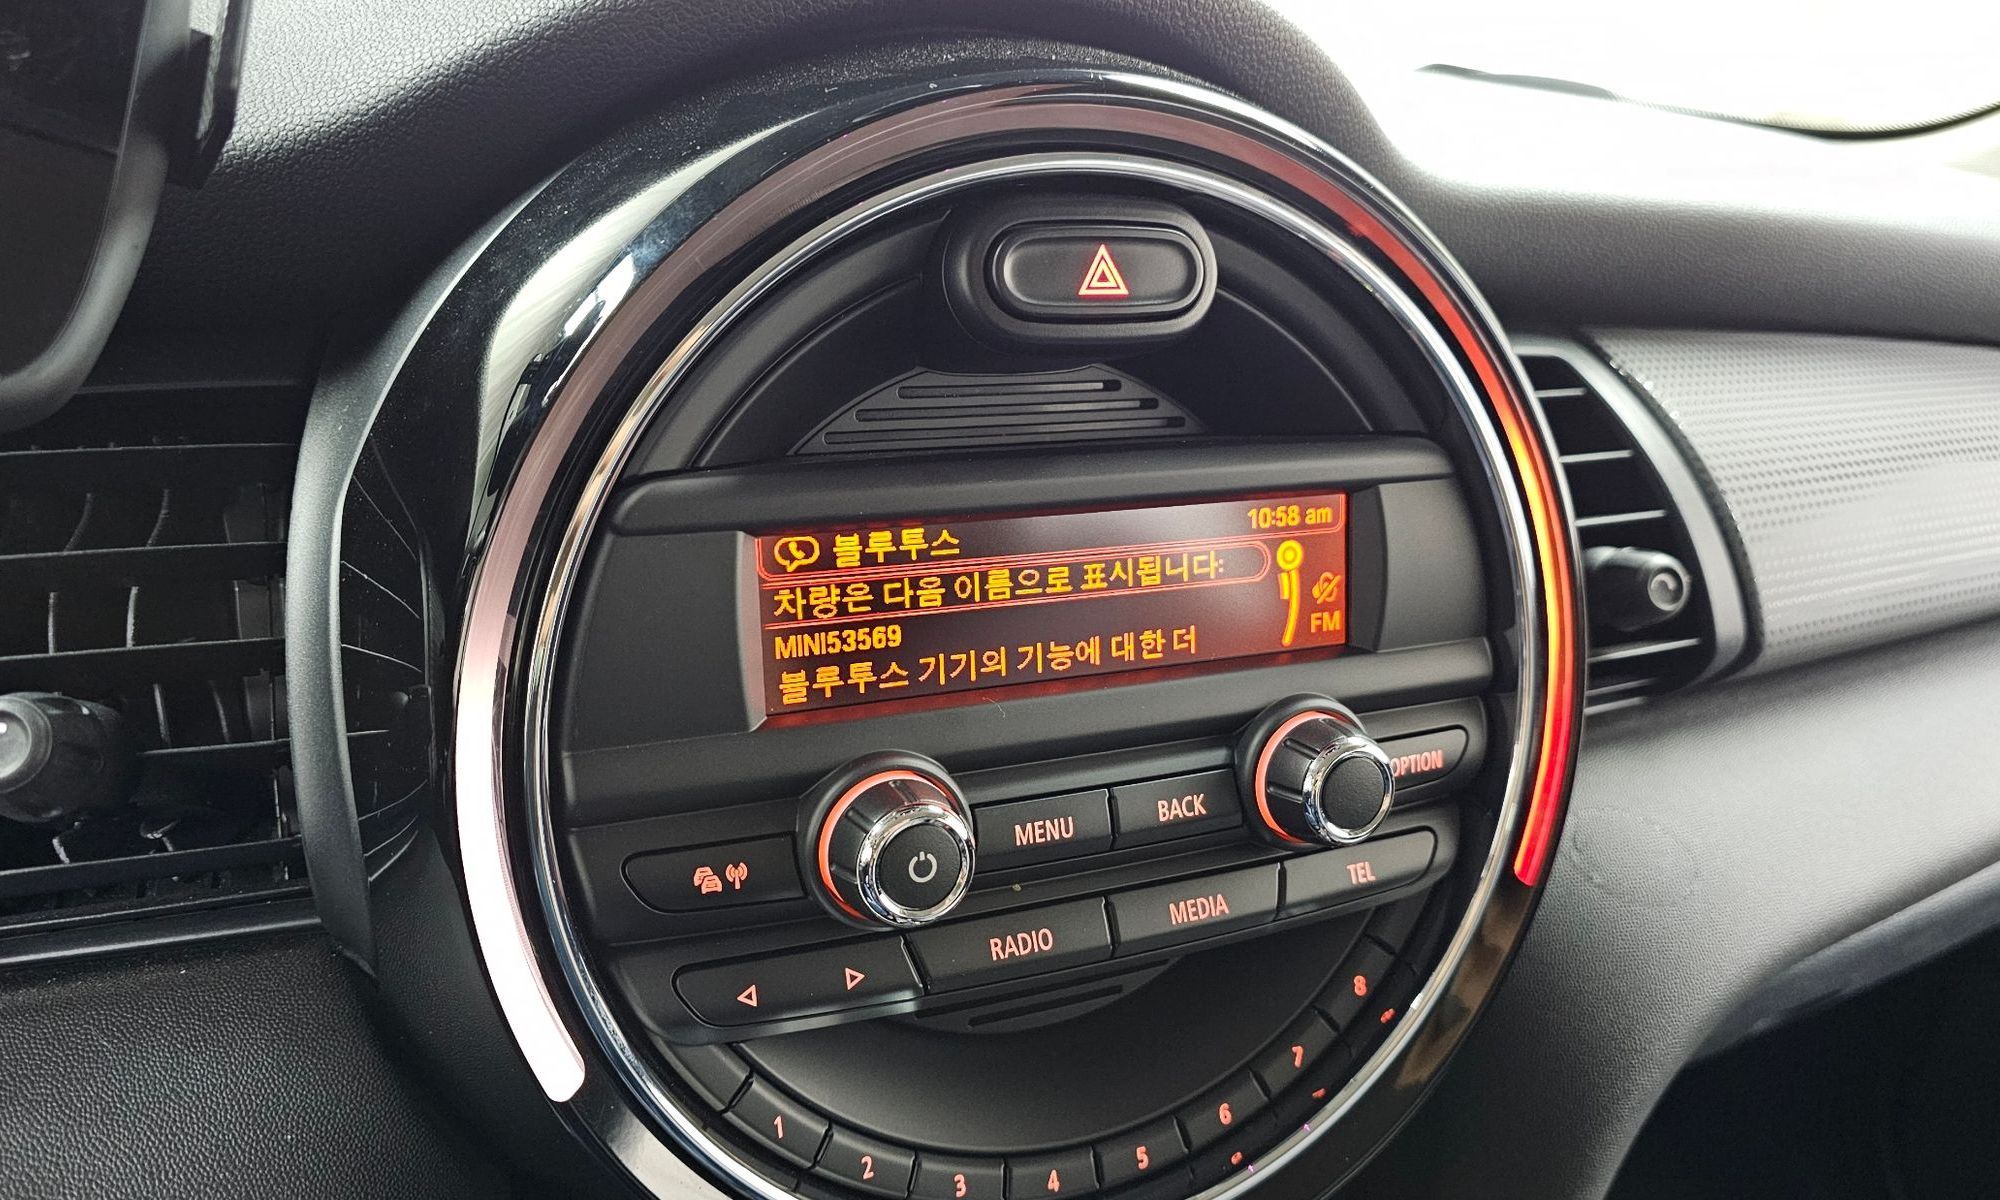 10:58 am
블루투스
차량은 다음 이름으로 표시됩니다:
MINI53569
FM
블루투스 기기의 기능에 대한 더
OPTION
MENU
BACK
TEL
MEDIA
RADIO
1
2
3
4
5
6
7
8